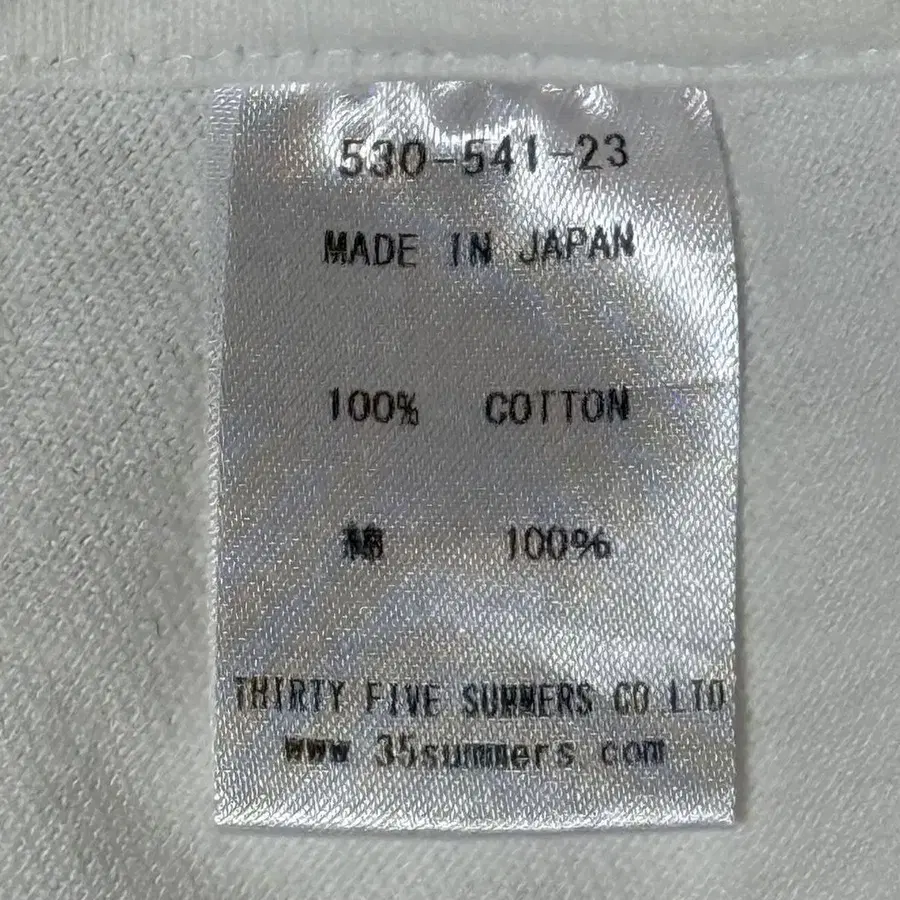 530-541-23
MADE IN JAPAN
100% COTTON
綿 100%
THIRTY FIVE SUMMERS CO LTD
www 35summers com